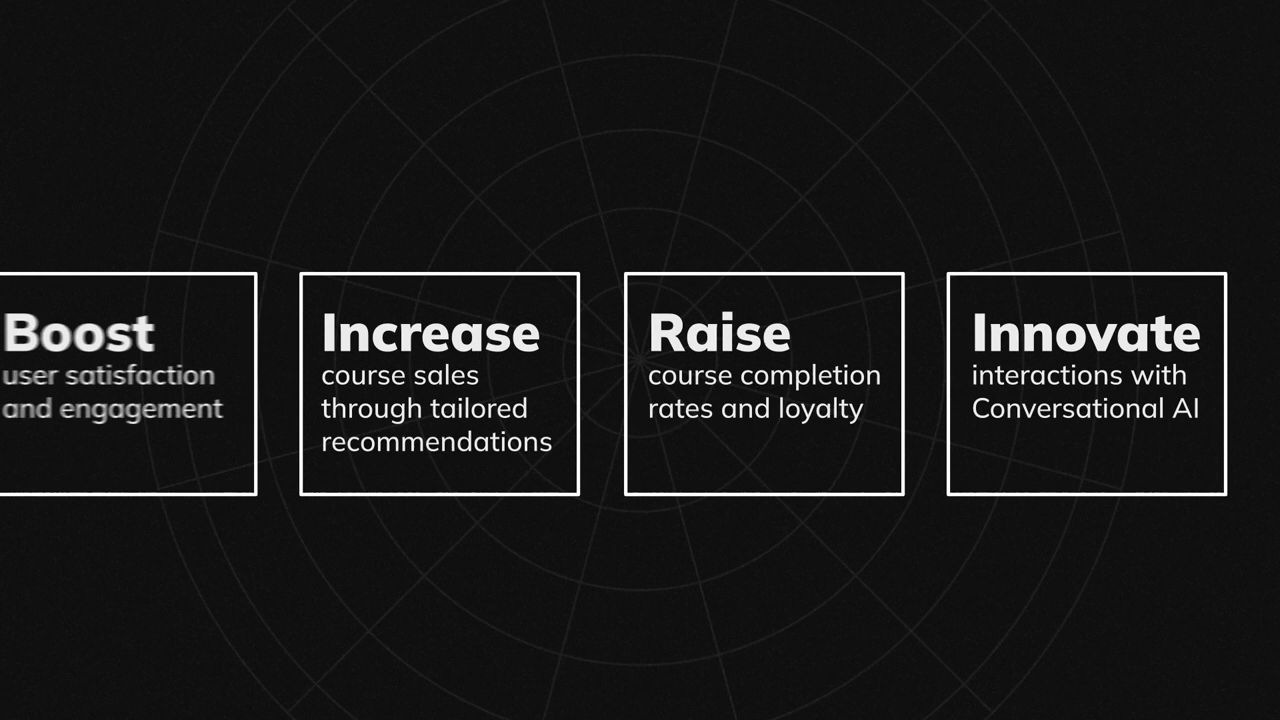 Boost
user satisfaction
and engagement
Increase
course sales
through tailored
recommendations
Raise
course completion
rates and loyalty
Innovate
interactions with
Conversational AI